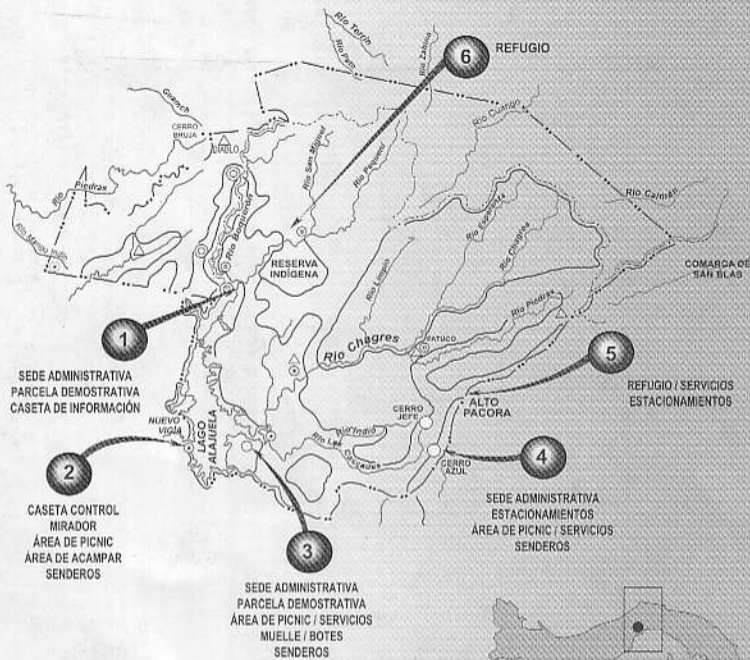 Río Terrín
Río Pato
Río Zahino
6
REFUGIO
Guanch
CERRO
BRUJA
DIABLO
Río Cuango
Río San Miguel
Río Pequení
Río Piedras
Río Boquerón
Río Esperanza
Río Chagres
Río Caimán
RESERVA
INDÍGENA
COMARCA DE
SAN BLAS
Río Limpio
Río Piedras
1
Río Chagres
PATUCO
SEDE ADMINISTRATIVA
PARCELA DEMOSTRATIVA
CASETA DE INFORMACIÓN
5
REFUGIO / SERVICIOS
ESTACIONAMIENTOS
ALTO
PACORA
NUEVO
VIGÍA
LAGO
ALAJUELA
CERRO
JEFE
Río Indio
Río Las Cascadas
2
CERRO
AZUL
4
CASETA CONTROL
MIRADOR
ÁREA DE PICNIC
ÁREA DE ACAMPAR
SENDEROS
SEDE ADMINISTRATIVA
ESTACIONAMIENTOS
ÁREA DE PICNIC / SERVICIOS
SENDEROS
3
SEDE ADMINISTRATIVA
PARCELA DEMOSTRATIVA
ÁREA DE PICNIC / SERVICIOS
MUELLE / BOTES
SENDEROS